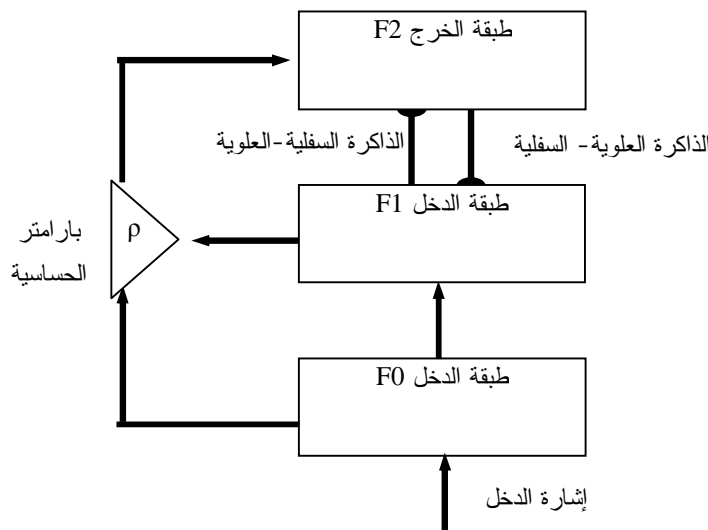 طبقة الخرج F2
الذاكرة السفلية-العلوية
الذاكرة العلوية- السفلية
طبقة الدخل F1
ρ
بارامتر
الحساسية
طبقة الدخل F0
إشارة الدخل